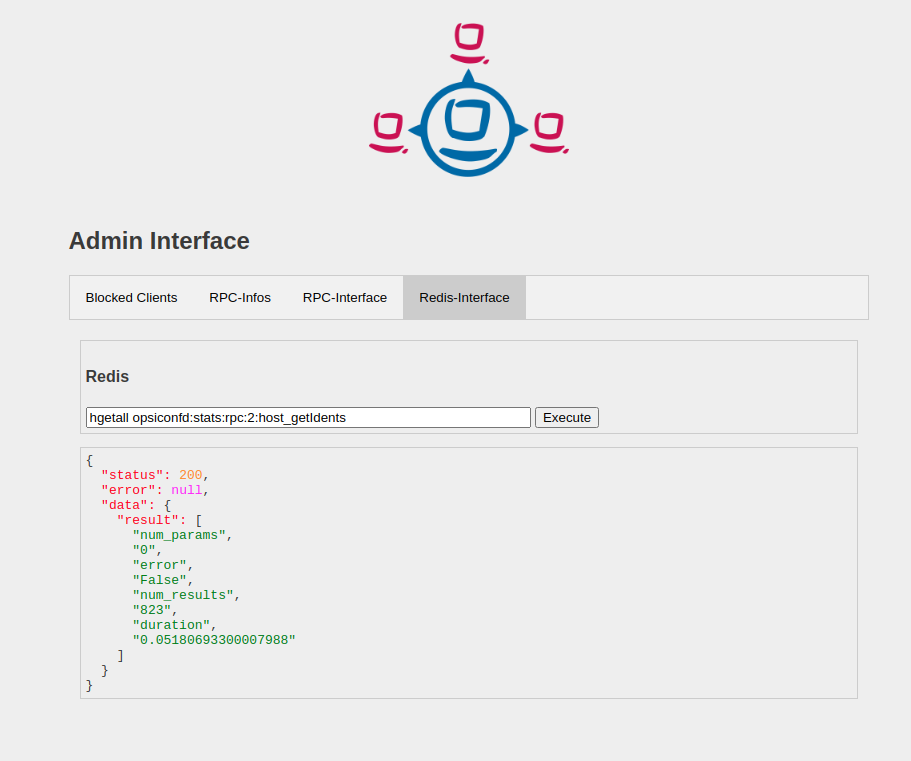 Admin Interface
Blocked Clients RPC-Infos RPC-Interface Redis-Interface
Redis
hgetall opsiconfd:stats:rpc:2:host_getIdents Execute
{
  "status": 200,
  "error": null,
  "data": {
    "result": [
      "num_params",
      "0",
      "error",
      "False",
      "num_results",
      "823",
      "duration",
      "0.05180693300007988"
    ]
  }
}